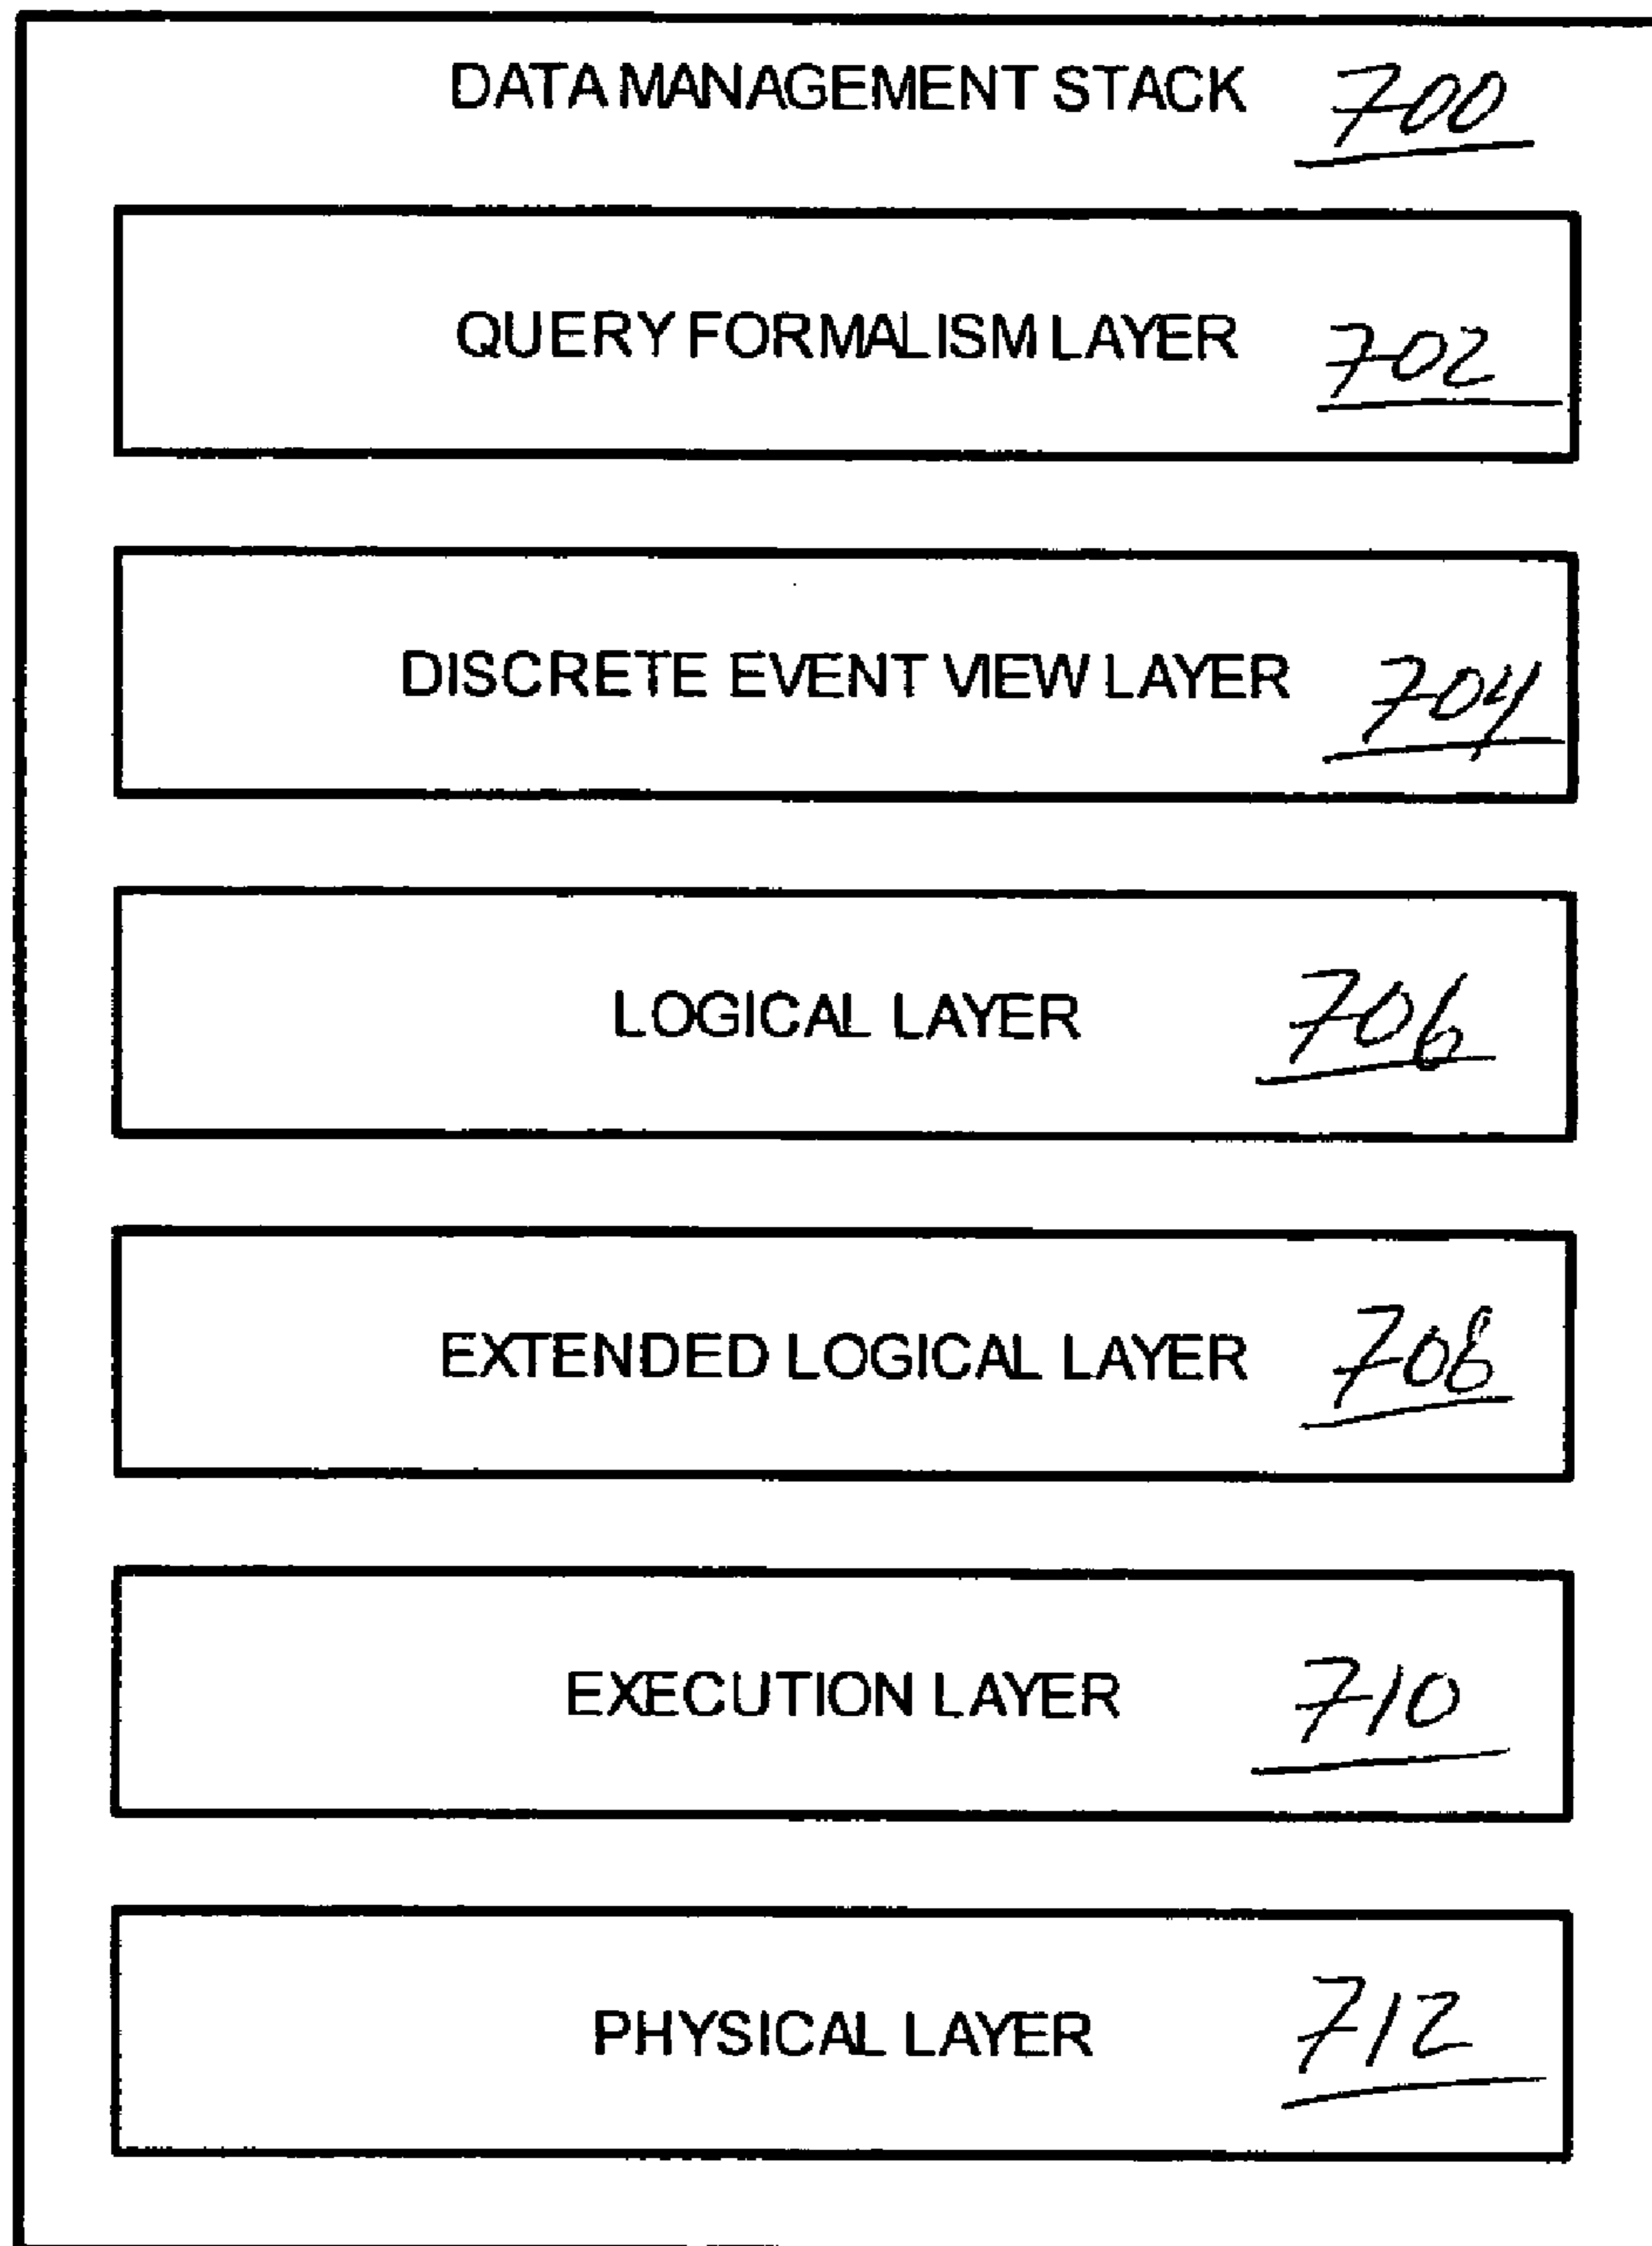 DATA MANAGEMENT STACK 700
QUERY FORMALISM LAYER 702
DISCRETE EVENT VIEW LAYER 704
LOGICAL LAYER 706
EXTENDED LOGICAL LAYER 708
EXECUTION LAYER 710
PHYSICAL LAYER 712